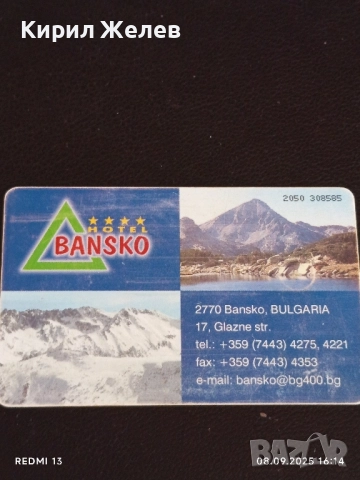 Кирил Желев
2050 308585
HOTEL
BANSKO
2770 Bansko, BULGARIA
17, Glazne str.
tel.: +359 (7443) 4275, 4221
fax: +359 (7443) 4353
e-mail: bansko@bg400.bg
REDMI 13
08.09.2025 16:14
BAZAR